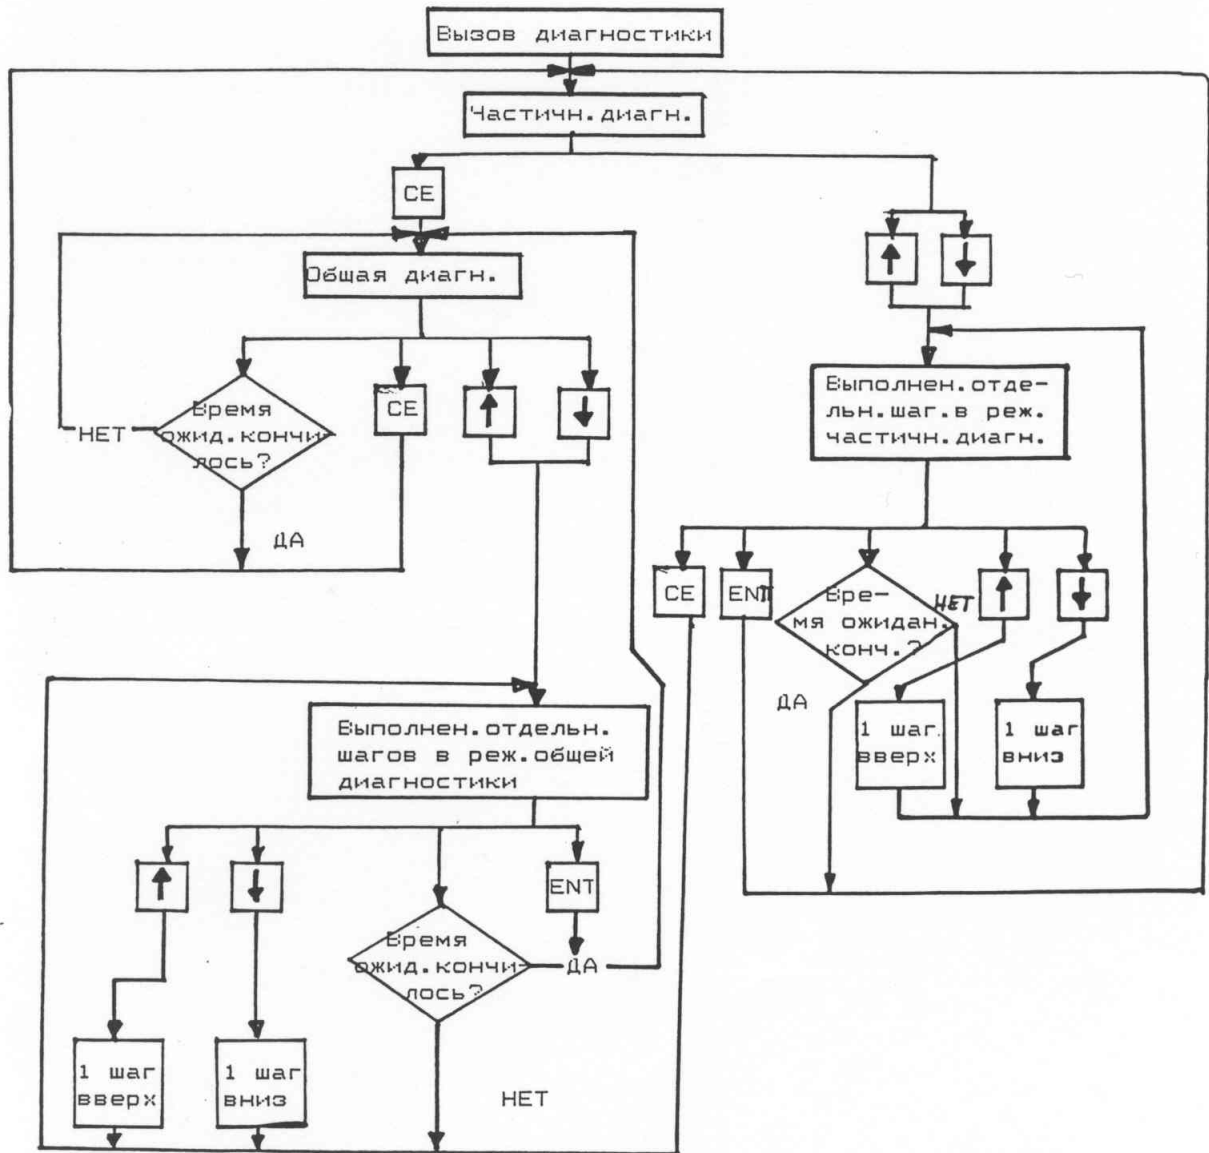 Вызов диагностики
Частичн.диагн.
CE
Общая диагн.
Время
ожид.кончи-
лось?
НЕТ
CE
ДА
Выполнен.отде-
льн.шаг.в реж.
частичн.диагн.
CE
ENT
Вре-
мя ожидан.
конч.?
НЕТ
ДА
1 шаг
вверх
1 шаг
вниз
Выполнен.отдельн.
шагов в реж.общей
диагностики
ENT
Время
ожид.кончи-
лось?
ДА
1 шаг
вверх
1 шаг
вниз
НЕТ